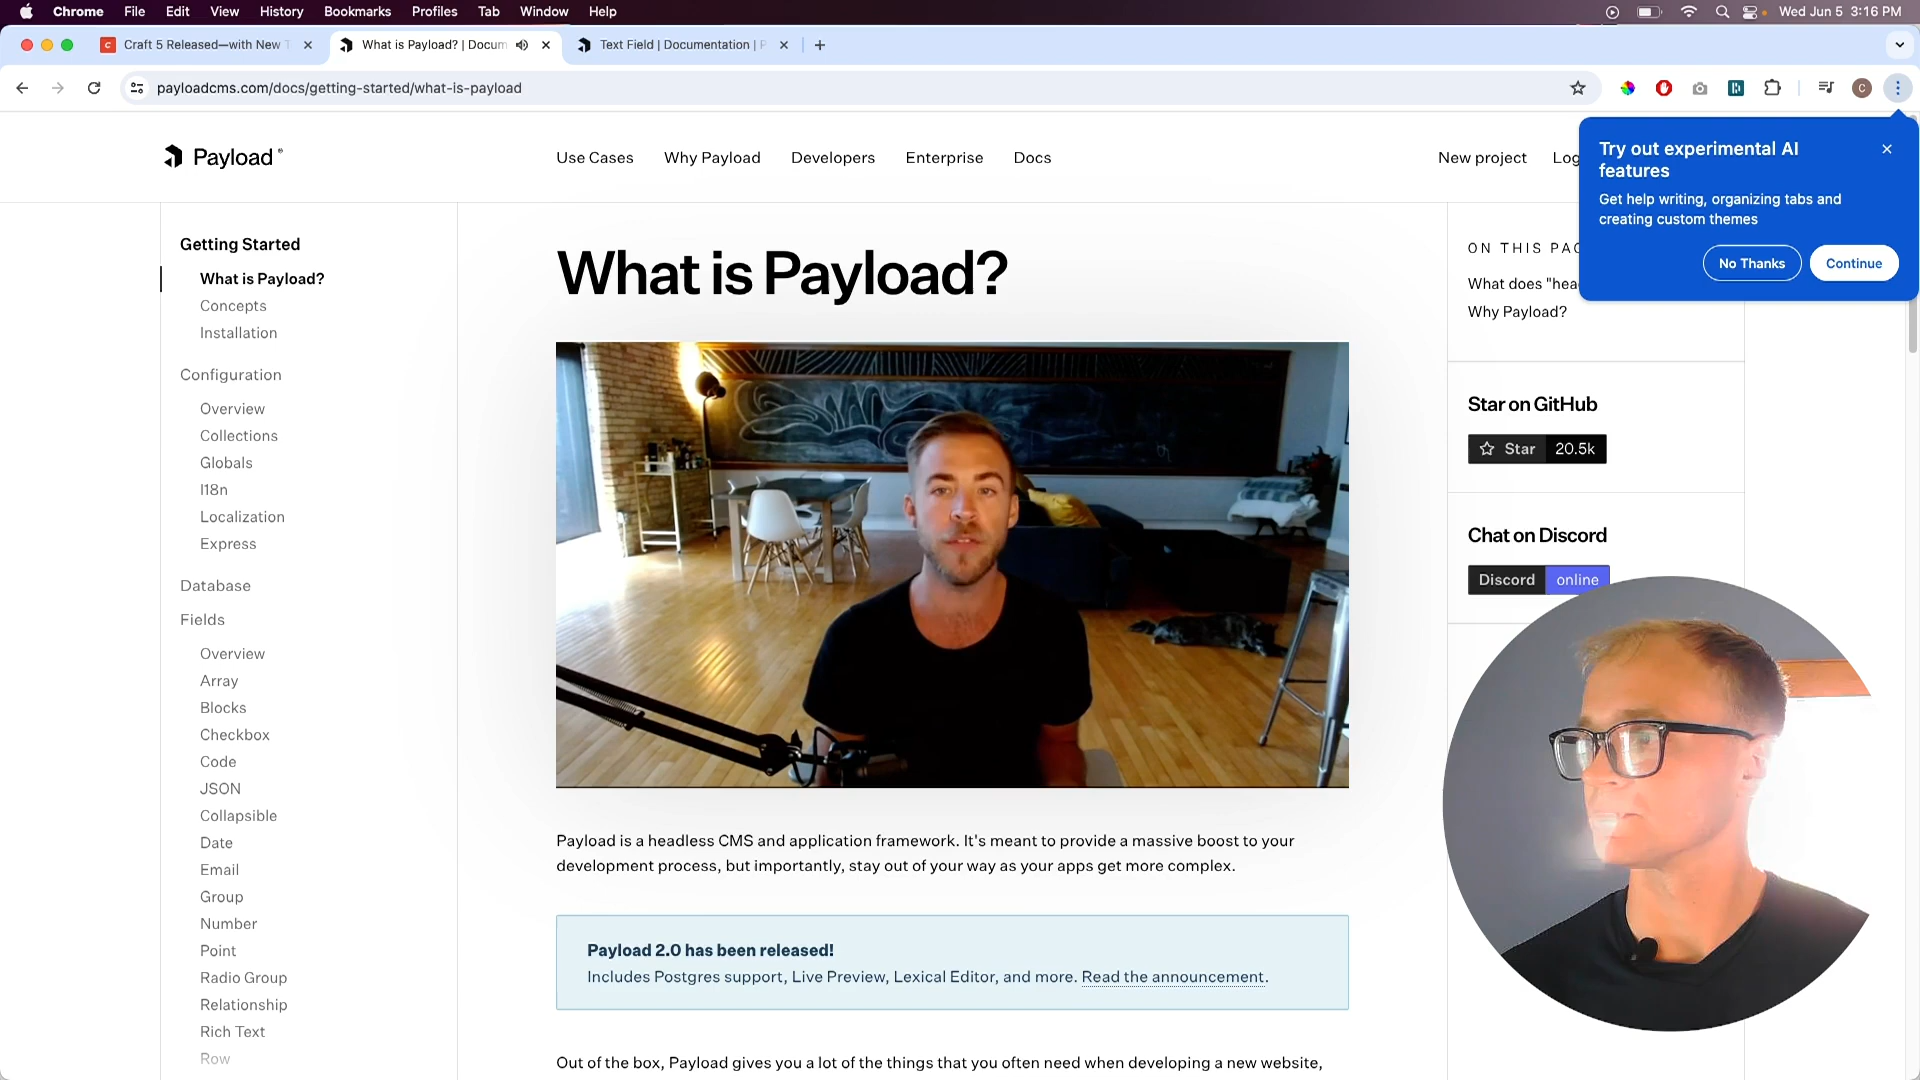 Chrome File Edit View History Bookmarks Profiles Tab Window Help
Wed Jun 5 3:16 PM
Craft 5 Released—with New
What is Payload? | Docum
Text Field | Documentation | P
payloadcms.com/docs/getting-started/what-is-payload
C
Payload
Use Cases Why Payload Developers Enterprise Docs
New project Log
Try out experimental AI
features
Get help writing, organizing tabs and
creating custom themes
No Thanks Continue
Getting Started
What is Payload?
Concepts
Installation
Configuration
Overview
Collections
Globals
I18n
Localization
Express
Database
Fields
Overview
Array
Blocks
Checkbox
Code
JSON
Collapsible
Date
Email
Group
Number
Point
Radio Group
Relationship
Rich Text
Row
What is Payload?
Payload is a headless CMS and application framework. It's meant to provide a massive boost to your
development process, but importantly, stay out of your way as your apps get more complex.
Payload 2.0 has been released!
Includes Postgres support, Live Preview, Lexical Editor, and more. Read the announcement.
Out of the box, Payload gives you a lot of the things that you often need when developing a new website,
ON THIS PAG
What does "hea
Why Payload?
Star on GitHub
Star 20.5k
Chat on Discord
Discord online